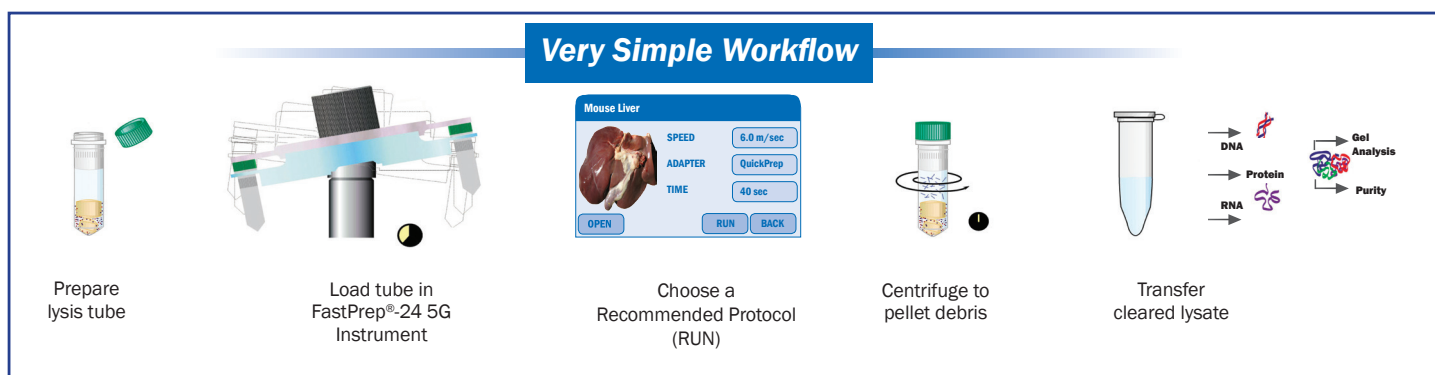 Very Simple Workflow
Mouse Liver
SPEED
6.0 m/sec
ADAPTER
QuickPrep
TIME
40 sec
OPEN
RUN
BACK
DNA
Protein
RNA
Gel
Analysis
Purity
Prepare
lysis tube
Load tube in
FastPrep®-24 5G
Instrument
Choose a
Recommended Protocol
(RUN)
Centrifuge to
pellet debris
Transfer
cleared lysate